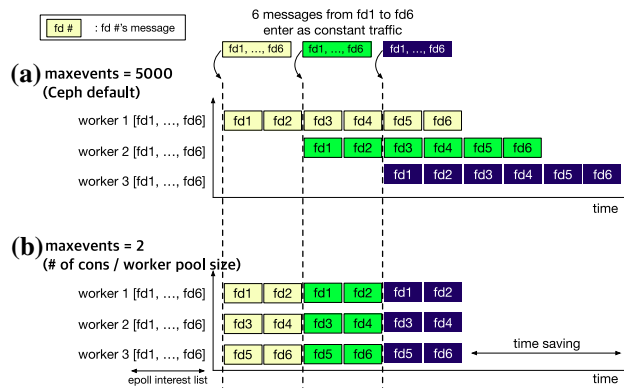 fd # : fd #'s message
6 messages from fd1 to fd6
enter as constant traffic
fd1, ..., fd6 fd1, ..., fd6 fd1, ..., fd6
(a) maxevents = 5000
(Ceph default)
worker 1 [fd1, ..., fd6] fd1 fd2 fd3 fd4 fd5 fd6
worker 2 [fd1, ..., fd6] fd1 fd2 fd3 fd4 fd5 fd6
worker 3 [fd1, ..., fd6] fd1 fd2 fd3 fd4 fd5 fd6
time
(b) maxevents = 2
(# of cons / worker pool size)
worker 1 [fd1, ..., fd6] fd1 fd2 fd1 fd2 fd1 fd2
worker 2 [fd1, ..., fd6] fd3 fd4 fd3 fd4 fd3 fd4
worker 3 [fd1, ..., fd6] fd5 fd6 fd5 fd6 fd5 fd6
time saving
epoll interest list
time